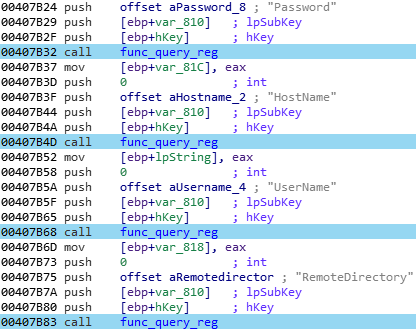 00407B24 push offset aPassword_8 ; "Password"
00407B29 push [ebp+var_810] ; lpSubKey
00407B2F push [ebp+hKey] ; hKey
00407B32 call func_query_reg
00407B37 mov [ebp+var_81C], eax
00407B3D push 0 ; int
00407B3F push offset aHostname_2 ; "HostName"
00407B44 push [ebp+var_810] ; lpSubKey
00407B4A push [ebp+hKey] ; hKey
00407B4D call func_query_reg
00407B52 mov [ebp+lpString], eax
00407B58 push 0 ; int
00407B5A push offset aUsername_4 ; "UserName"
00407B5F push [ebp+var_810] ; lpSubKey
00407B65 push [ebp+hKey] ; hKey
00407B68 call func_query_reg
00407B6D mov [ebp+var_818], eax
00407B73 push 0 ; int
00407B75 push offset aRemotedirector ; "RemoteDirectory"
00407B7A push [ebp+var_810] ; lpSubKey
00407B80 push [ebp+hKey] ; hKey
00407B83 call func_query_reg